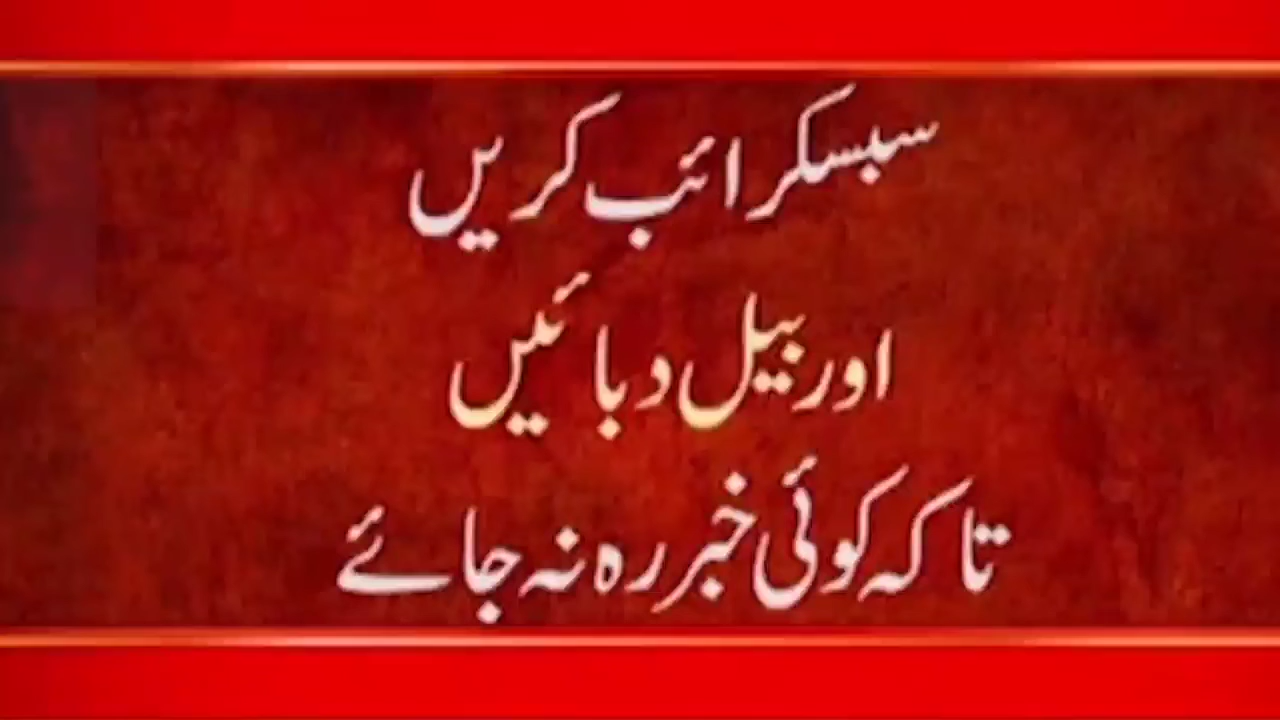 سبسکرائب کریں
اور بیل دبائیں
تاکہ کوئی خبر رہ نہ جائے